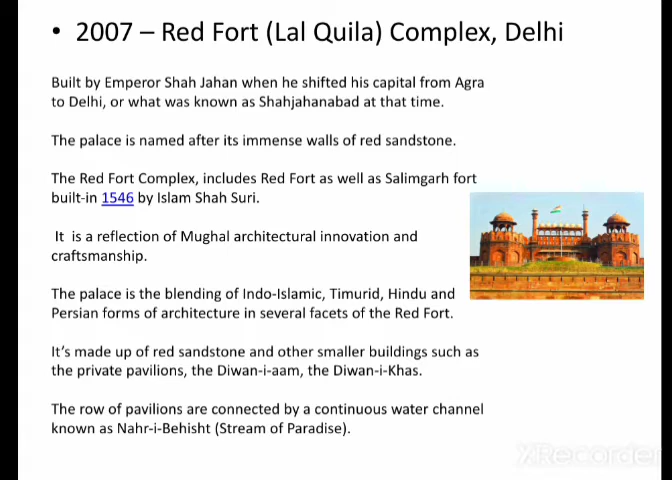 • 2007 – Red Fort (Lal Quila) Complex, Delhi
Built by Emperor Shah Jahan when he shifted his capital from Agra
to Delhi, or what was known as Shahjahanabad at that time.
The palace is named after its immense walls of red sandstone.
The Red Fort Complex, includes Red Fort as well as Salimgarh fort
built-in 1546 by Islam Shah Suri.
It is a reflection of Mughal architectural innovation and
craftsmanship.
The palace is the blending of Indo-Islamic, Timurid, Hindu and
Persian forms of architecture in several facets of the Red Fort.
It’s made up of red sandstone and other smaller buildings such as
the private pavilions, the Diwan-i-aam, the Diwan-i-Khas.
The row of pavilions are connected by a continuous water channel
known as Nahr-i-Behisht (Stream of Paradise).
XRecorder